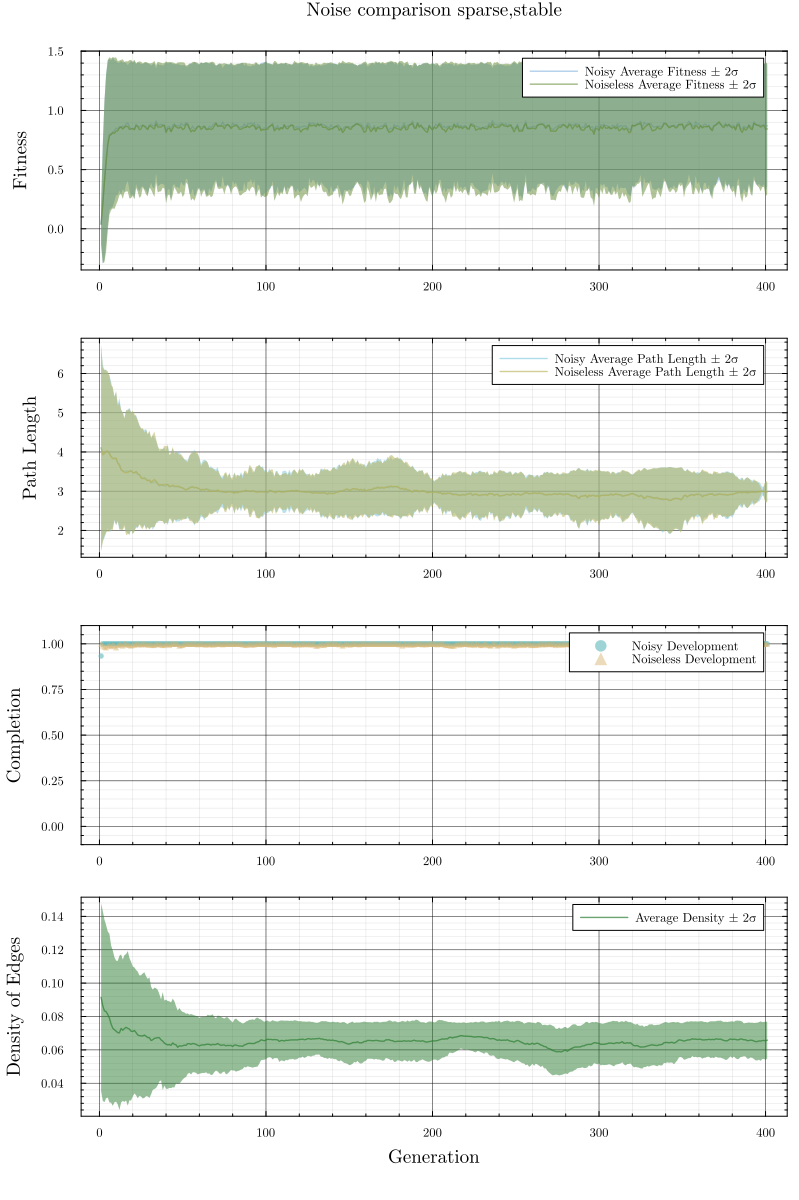 Noise comparison sparse,stable
1.5
1.0
0.5
0.0
Fitness
Noisy Average Fitness ± 2σ
Noiseless Average Fitness ± 2σ
0 100 200 300 400
6
5
4
3
2
Path Length
Noisy Average Path Length ± 2σ
Noiseless Average Path Length ± 2σ
0 100 200 300 400
1.00
0.75
0.50
0.25
0.00
Completion
Noisy Development
Noiseless Development
0 100 200 300 400
0.14
0.12
0.10
0.08
0.06
0.04
Density of Edges
Average Density ± 2σ
0 100 200 300 400
Generation